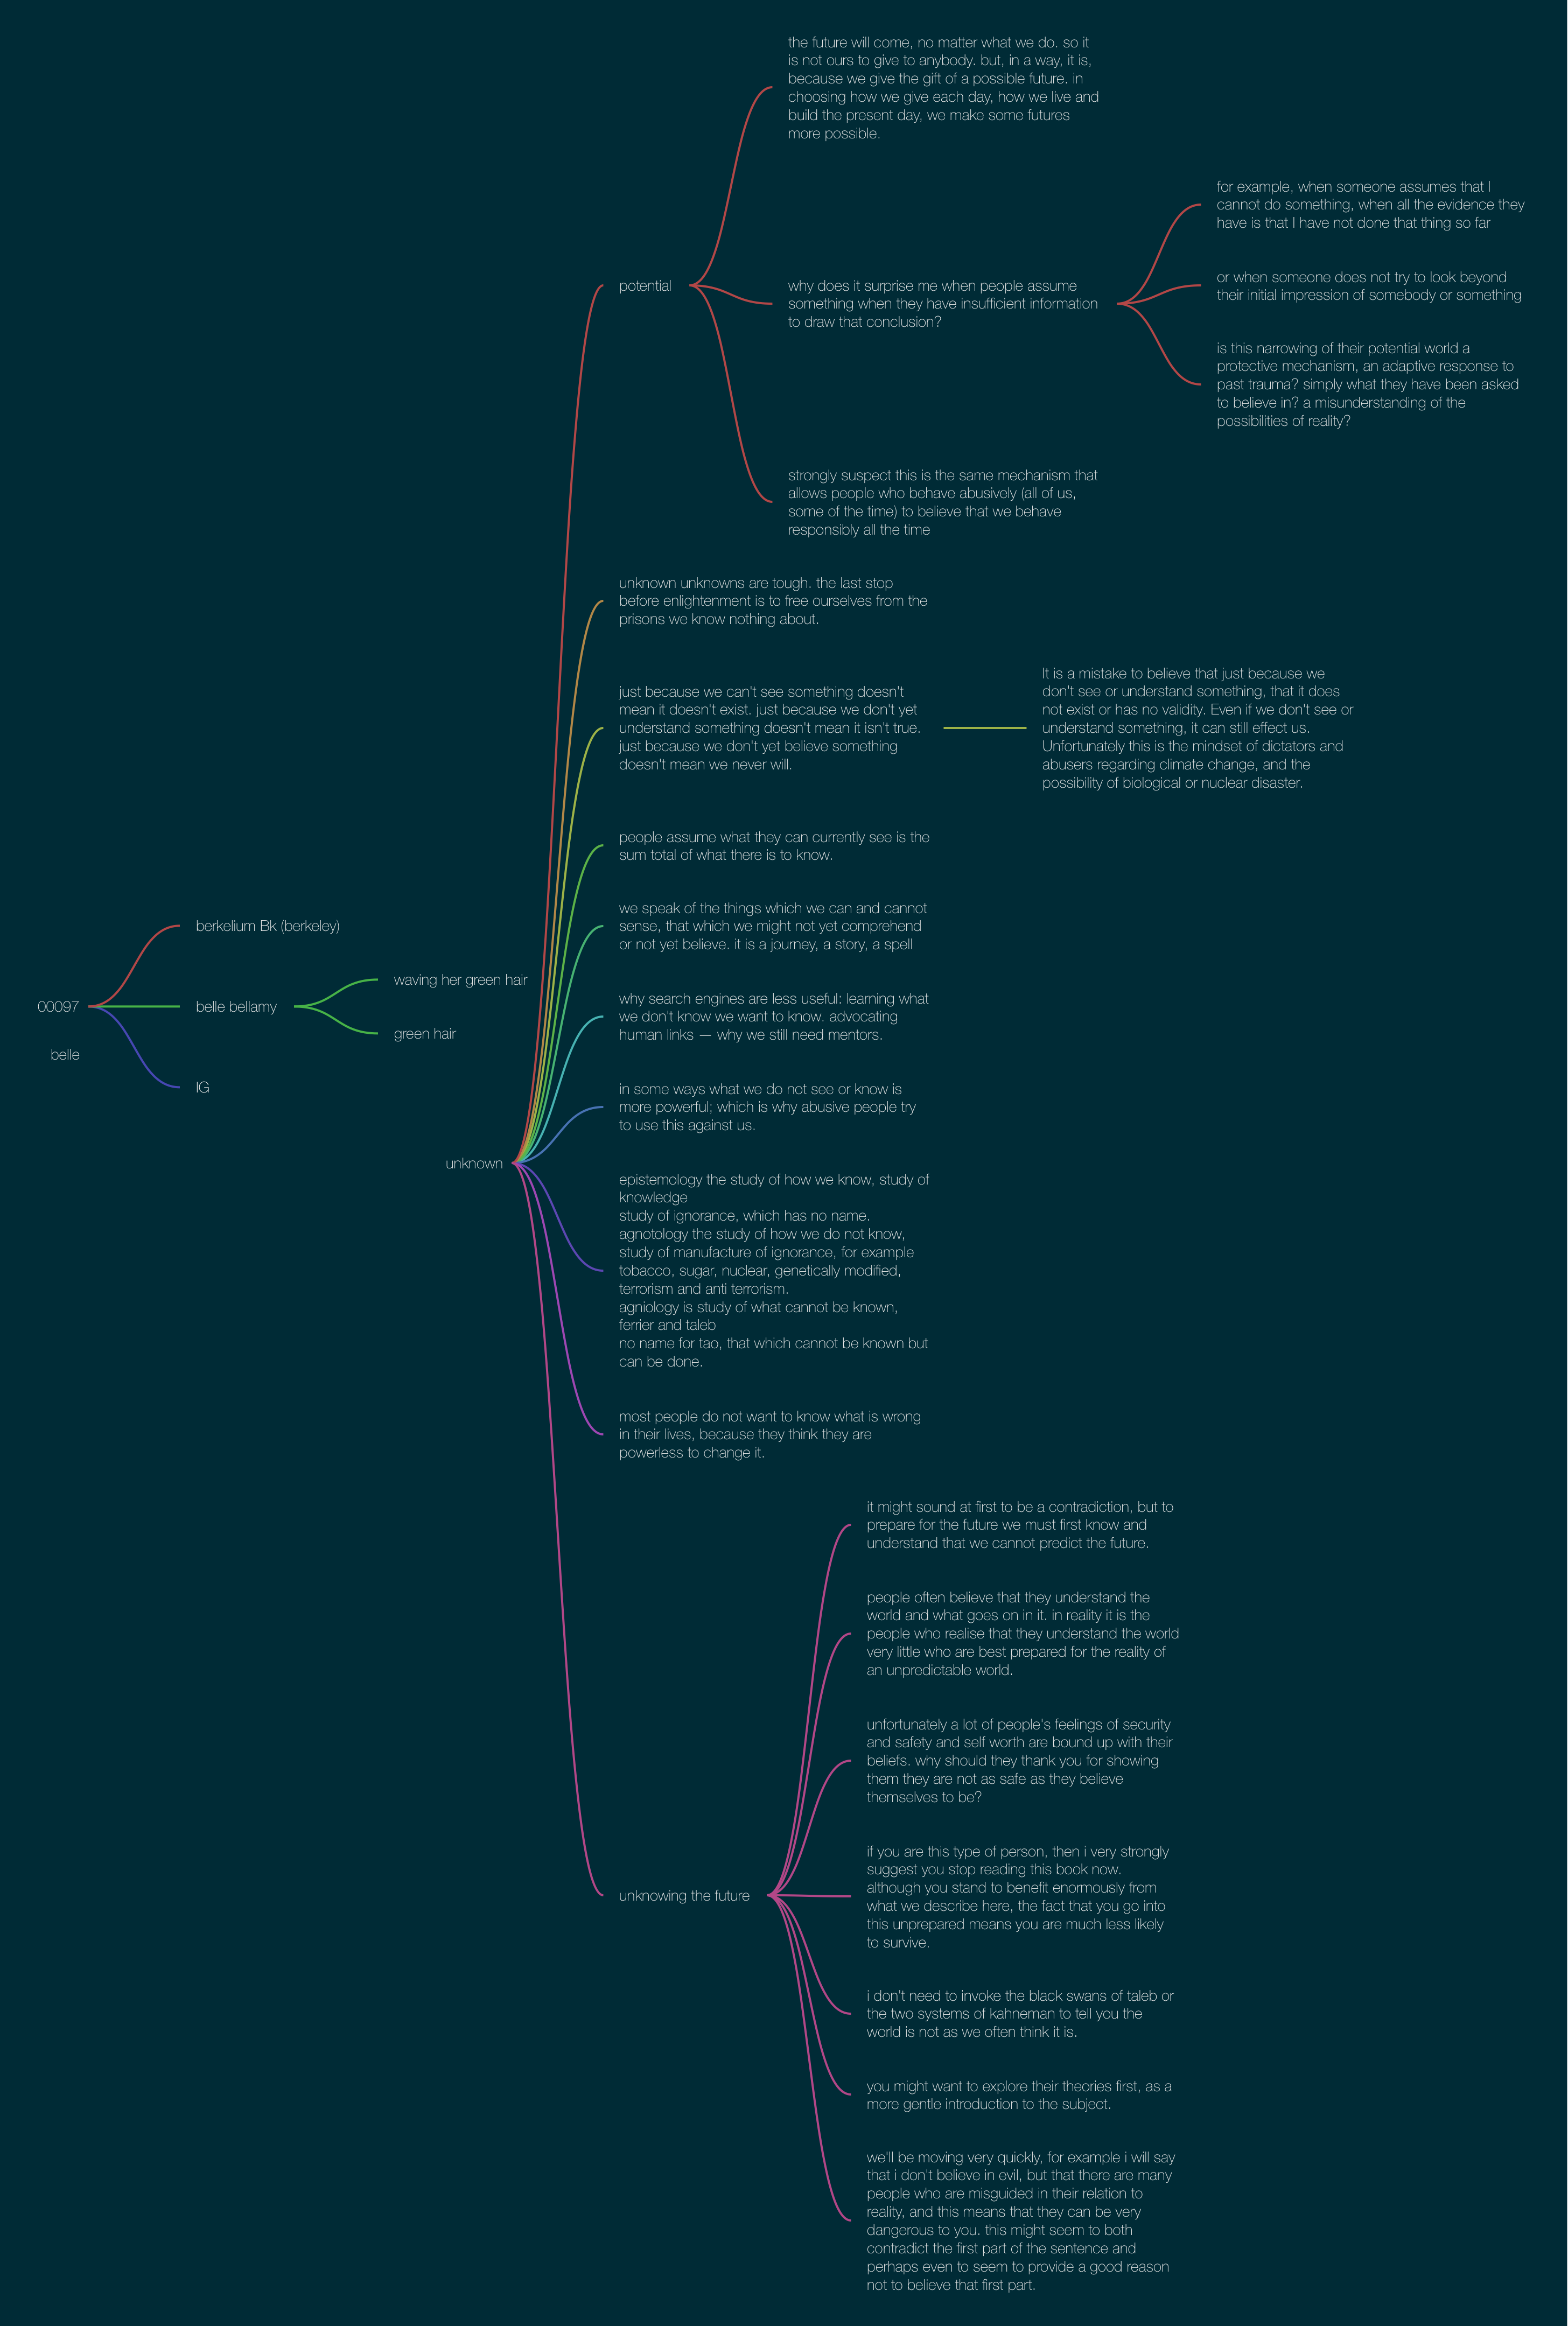 the future will come, no matter what we do. so it
is not ours to give to anybody. but, in a way, it is,
because we give the gift of a possible future. in
choosing how we give each day, how we live and
build the present day, we make some futures
more possible.
for example, when someone assumes that I
cannot do something, when all the evidence they
have is that I have not done that thing so far
or when someone does not try to look beyond
their initial impression of somebody or something
potential
why does it surprise me when people assume
something when they have insufficient information
to draw that conclusion?
is this narrowing of their potential world a
protective mechanism, an adaptive response to
past trauma? simply what they have been asked
to believe in? a misunderstanding of the
possibilities of reality?
strongly suspect this is the same mechanism that
allows people who behave abusively (all of us,
some of the time) to believe that we behave
responsibly all the time
unknown unknowns are tough. the last stop
before enlightenment is to free ourselves from the
prisons we know nothing about.
just because we can't see something doesn't
mean it doesn't exist. just because we don't yet
understand something doesn't mean it isn't true.
just because we don't yet believe something
doesn't mean we never will.
It is a mistake to believe that just because we
don't see or understand something, that it does
not exist or has no validity. Even if we don't see or
understand something, it can still effect us.
Unfortunately this is the mindset of dictators and
abusers regarding climate change, and the
possibility of biological or nuclear disaster.
people assume what they can currently see is the
sum total of what there is to know.
we speak of the things which we can and cannot
sense, that which we might not yet comprehend
or not yet believe. it is a journey, a story, a spell
berkelium Bk (berkeley)
waving her green hair
00097
belle bellamy
green hair
belle
IG
why search engines are less useful: learning what
we don't know we want to know. advocating
human links — why we still need mentors.
in some ways what we do not see or know is
more powerful; which is why abusive people try
to use this against us.
unknown
epistemology the study of how we know, study of
knowledge
study of ignorance, which has no name.
agnotology the study of how we do not know,
study of manufacture of ignorance, for example
tobacco, sugar, nuclear, genetically modified,
terrorism and anti terrorism.
agniology is study of what cannot be known,
ferrier and taleb
no name for tao, that which cannot be known but
can be done.
most people do not want to know what is wrong
in their lives, because they think they are
powerless to change it.
it might sound at first to be a contradiction, but to
prepare for the future we must first know and
understand that we cannot predict the future.
people often believe that they understand the
world and what goes on in it. in reality it is the
people who realise that they understand the world
very little who are best prepared for the reality of
an unpredictable world.
unfortunately a lot of people's feelings of security
and safety and self worth are bound up with their
beliefs. why should they thank you for showing
them they are not as safe as they believe
themselves to be?
unknowing the future
if you are this type of person, then i very strongly
suggest you stop reading this book now.
although you stand to benefit enormously from
what we describe here, the fact that you go into
this unprepared means you are much less likely
to survive.
i don't need to invoke the black swans of taleb or
the two systems of kahneman to tell you the
world is not as we often think it is.
you might want to explore their theories first, as a
more gentle introduction to the subject.
we'll be moving very quickly, for example i will say
that i don't believe in evil, but that there are many
people who are misguided in their relation to
reality, and this means that they can be very
dangerous to you. this might seem to both
contradict the first part of the sentence and
perhaps even to seem to provide a good reason
not to believe that first part.